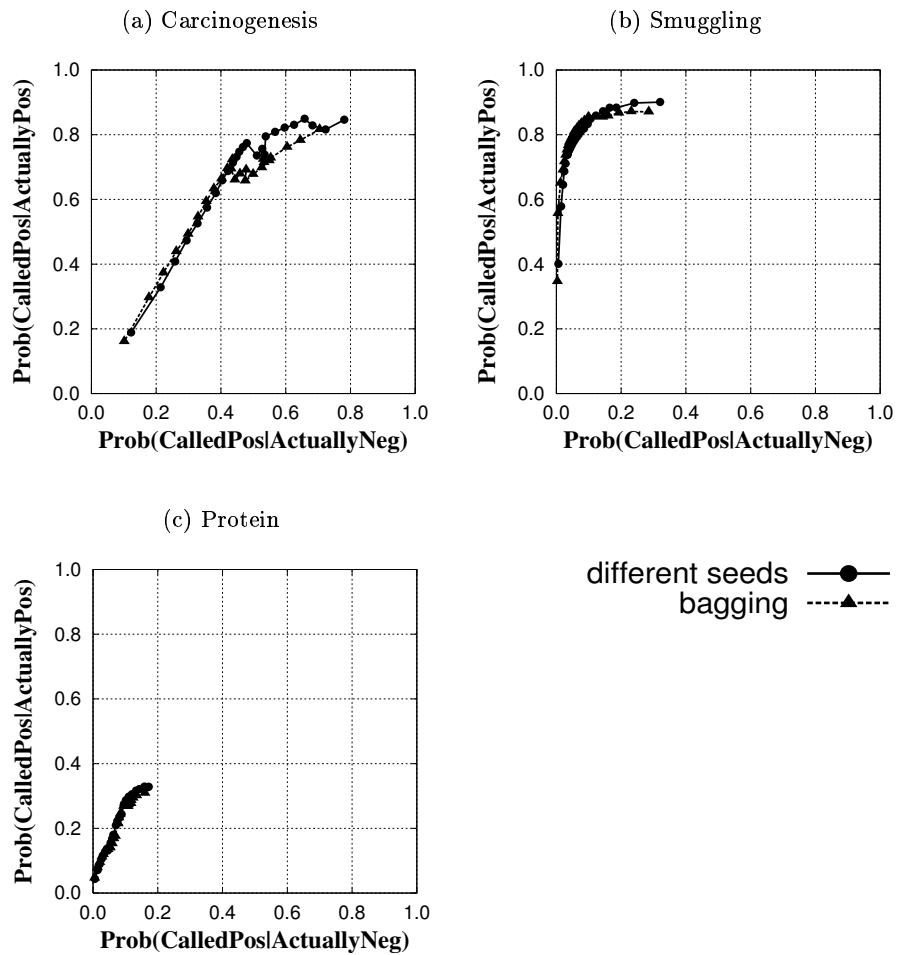 (a) Carcinogenesis
Prob(CalledPos|ActuallyPos)
1.0
0.8
0.6
0.4
0.2
0.0
0.0 0.2 0.4 0.6 0.8 1.0
Prob(CalledPos|ActuallyNeg)
(b) Smuggling
Prob(CalledPos|ActuallyPos)
1.0
0.8
0.6
0.4
0.2
0.0
0.0 0.2 0.4 0.6 0.8 1.0
Prob(CalledPos|ActuallyNeg)
(c) Protein
Prob(CalledPos|ActuallyPos)
1.0
0.8
0.6
0.4
0.2
0.0
0.0 0.2 0.4 0.6 0.8 1.0
Prob(CalledPos|ActuallyNeg)
different seeds
bagging